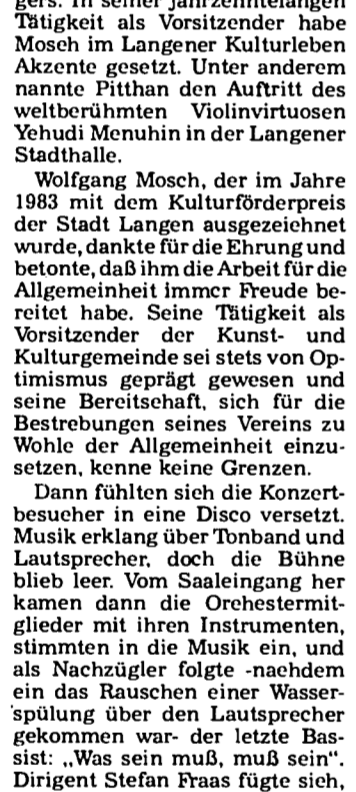 gers. In seiner jahrzehntelangen
Tätigkeit als Vorsitzender habe
Mosch im Langener Kulturleben
Akzente gesetzt. Unter anderem
nannte Pitthan den Auftritt des
weltberühmten Violinvirtuosen
Yehudi Menuhin in der Langener
Stadthalle.
Wolfgang Mosch, der im Jahre
1983 mit dem Kulturförderpreis
der Stadt Langen ausgezeichnet
wurde, dankte für die Ehrung und
betonte, daß ihm die Arbeit für die
Allgemeinheit immer Freude be-
reitet habe. Seine Tätigkeit als
Vorsitzender der Kunst- und
Kulturgemeinde sei stets von Op-
timismus geprägt gewesen und
seine Bereitschaft, sich für die
Bestrebungen seines Vereins zu
Wohle der Allgemeinheit einzu-
setzen, kenne keine Grenzen.
Dann fühlten sich die Konzert-
besucher in eine Disco versetzt.
Musik erklang über Tonband und
Lautsprecher, doch die Bühne
blieb leer. Vom Saaleingang her
kamen dann die Orchestermit-
glieder mit ihren Instrumenten,
stimmten in die Musik ein, und
als Nachzügler folgte -nachdem
ein das Rauschen einer Wasser-
spülung über den Lautsprecher
gekommen war- der letzte Bas-
sist: „Was sein muß, muß sein“.
Dirigent Stefan Fraas fügte sich,